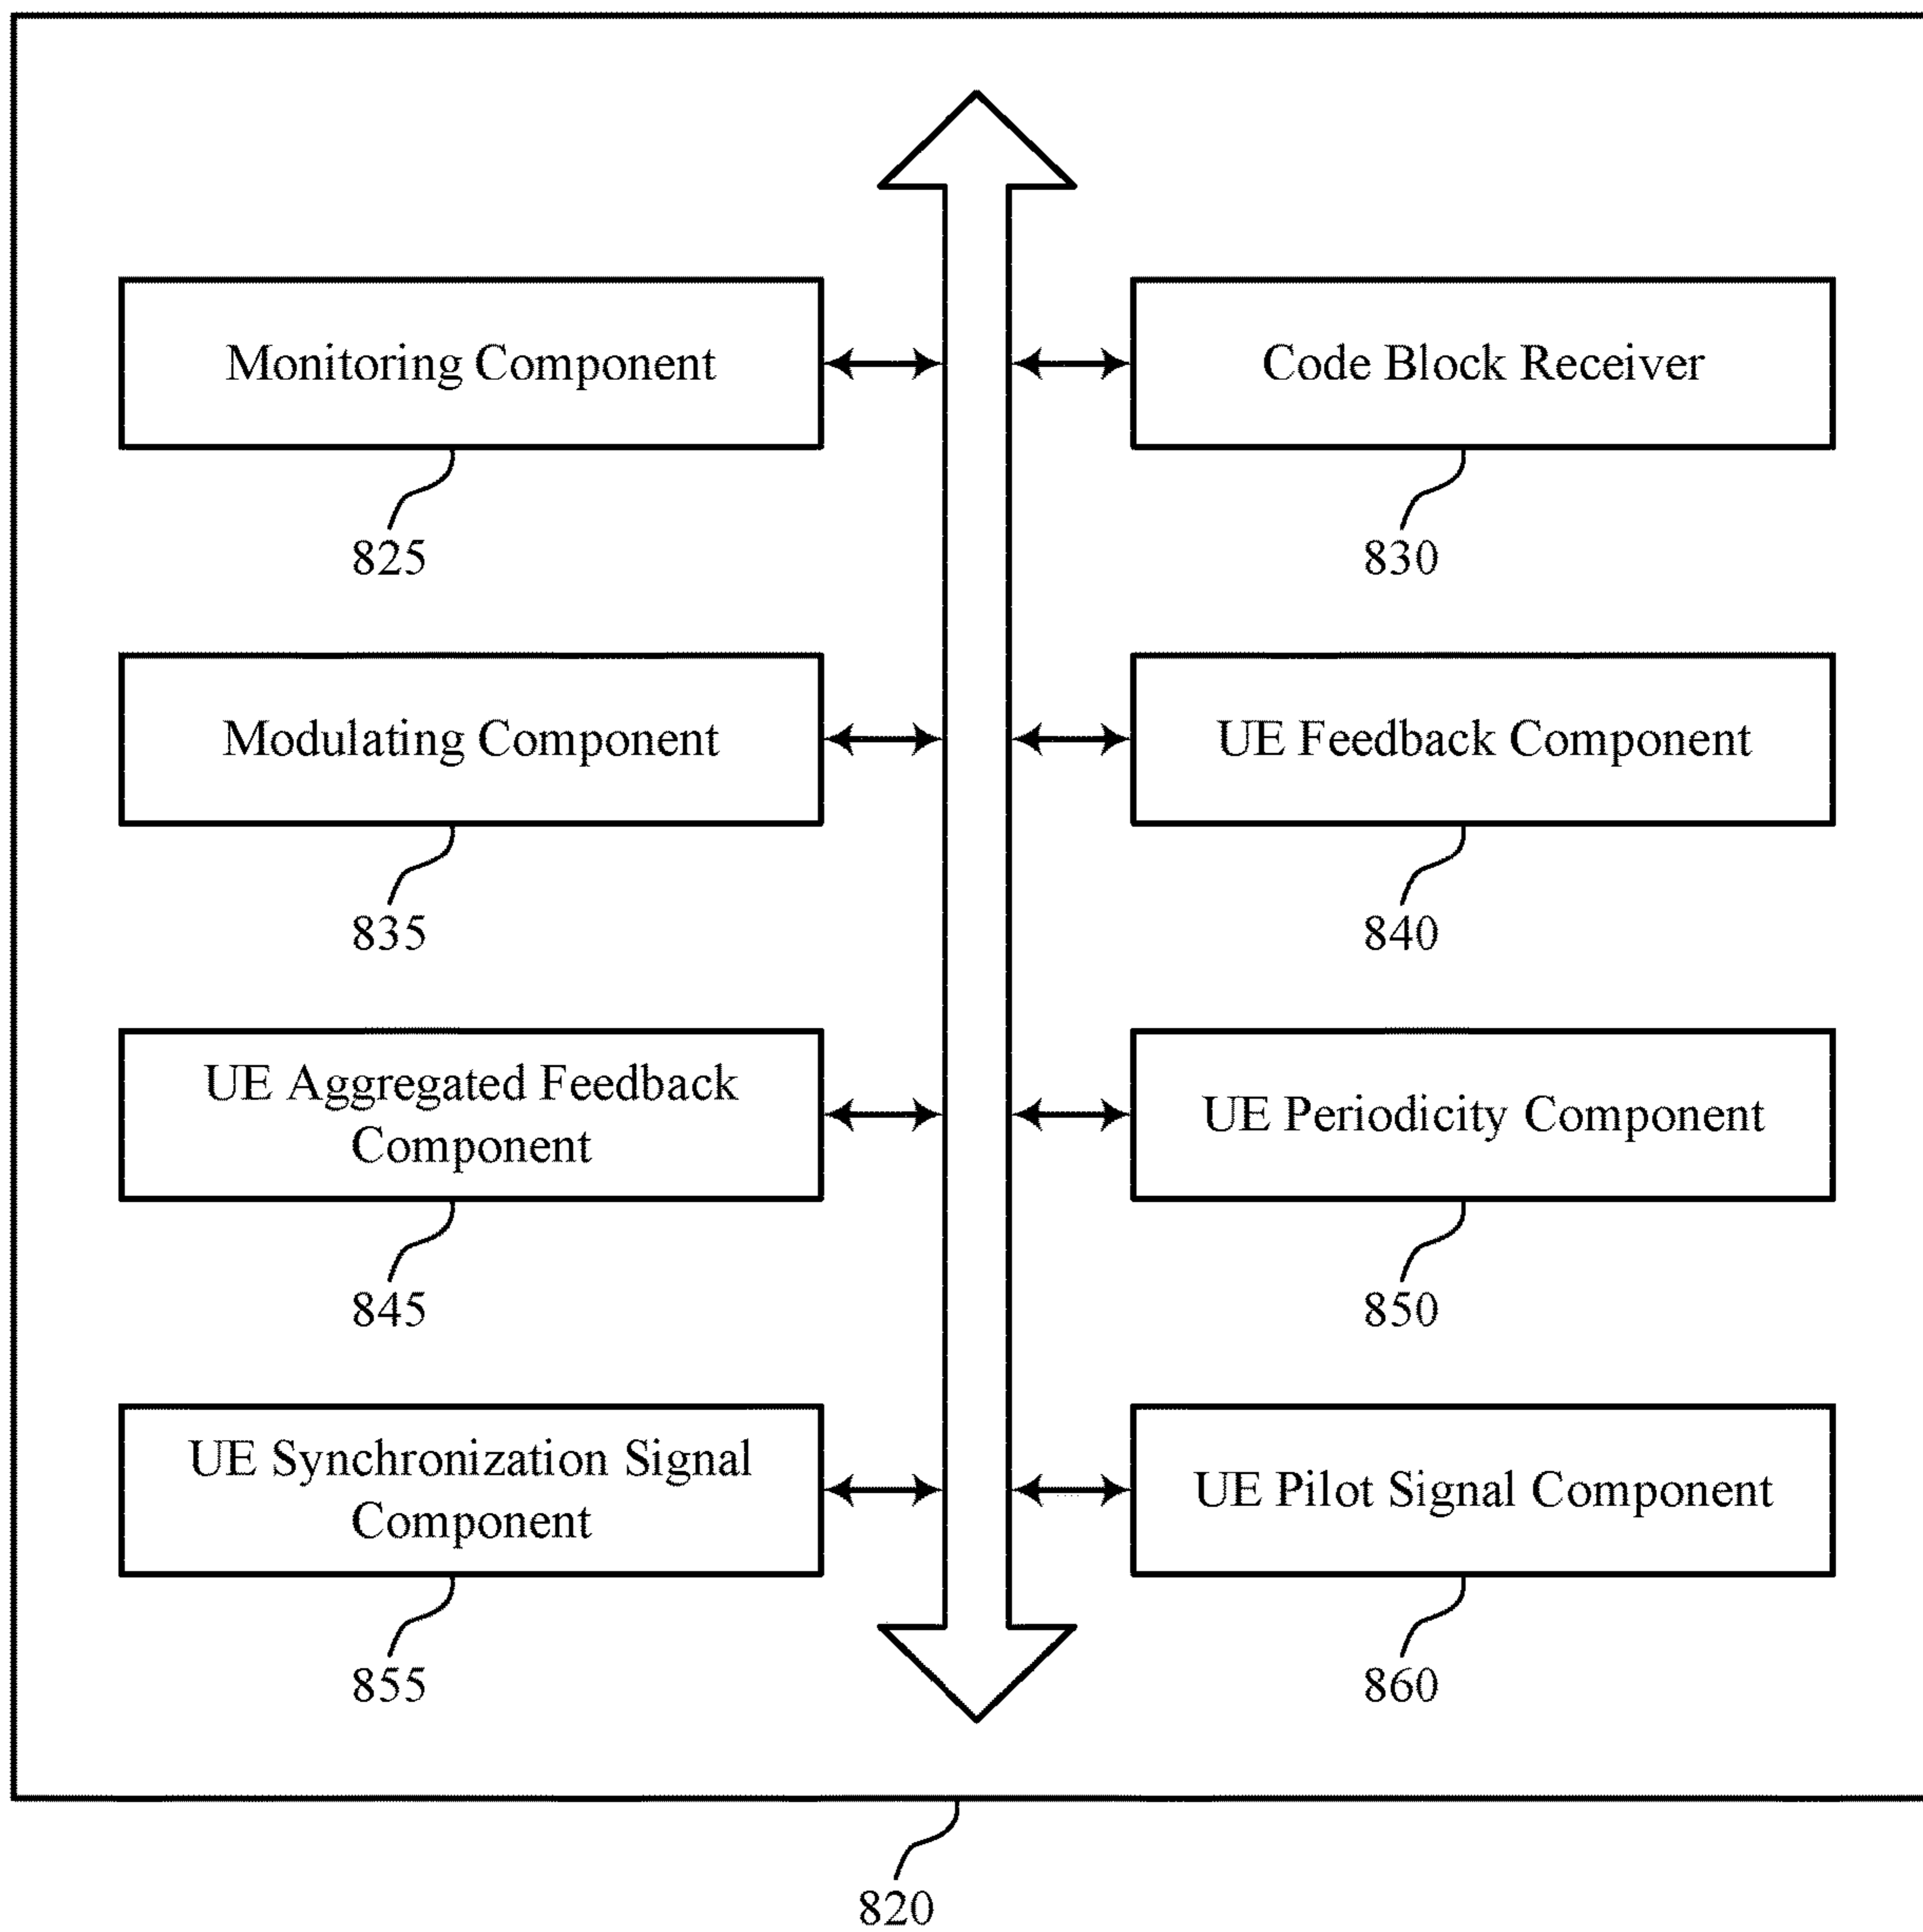 Monitoring Component
Code Block Receiver
825
830
Modulating Component
UE Feedback Component
835
840
UE Aggregated Feedback
Component
UE Periodicity Component
845
850
UE Synchronization Signal
Component
UE Pilot Signal Component
855
860
820